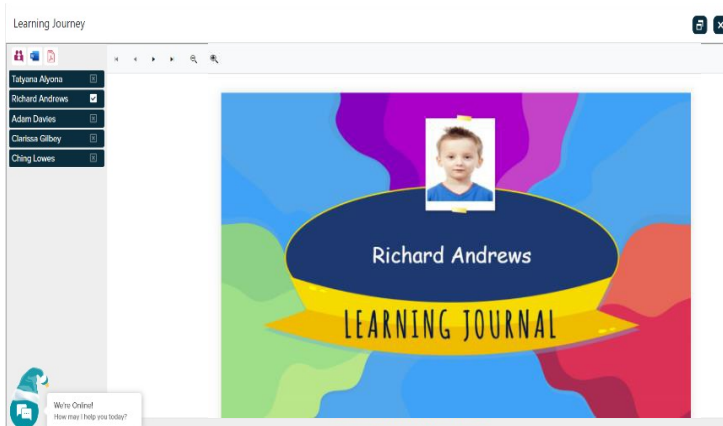 Learning Journey
Tatyana Alyona
Richard Andrews
Adam Davies
Clarissa Gilbey
Ching Lowes
Richard Andrews
LEARNING JOURNAL
We're Online!
How may I help you today?